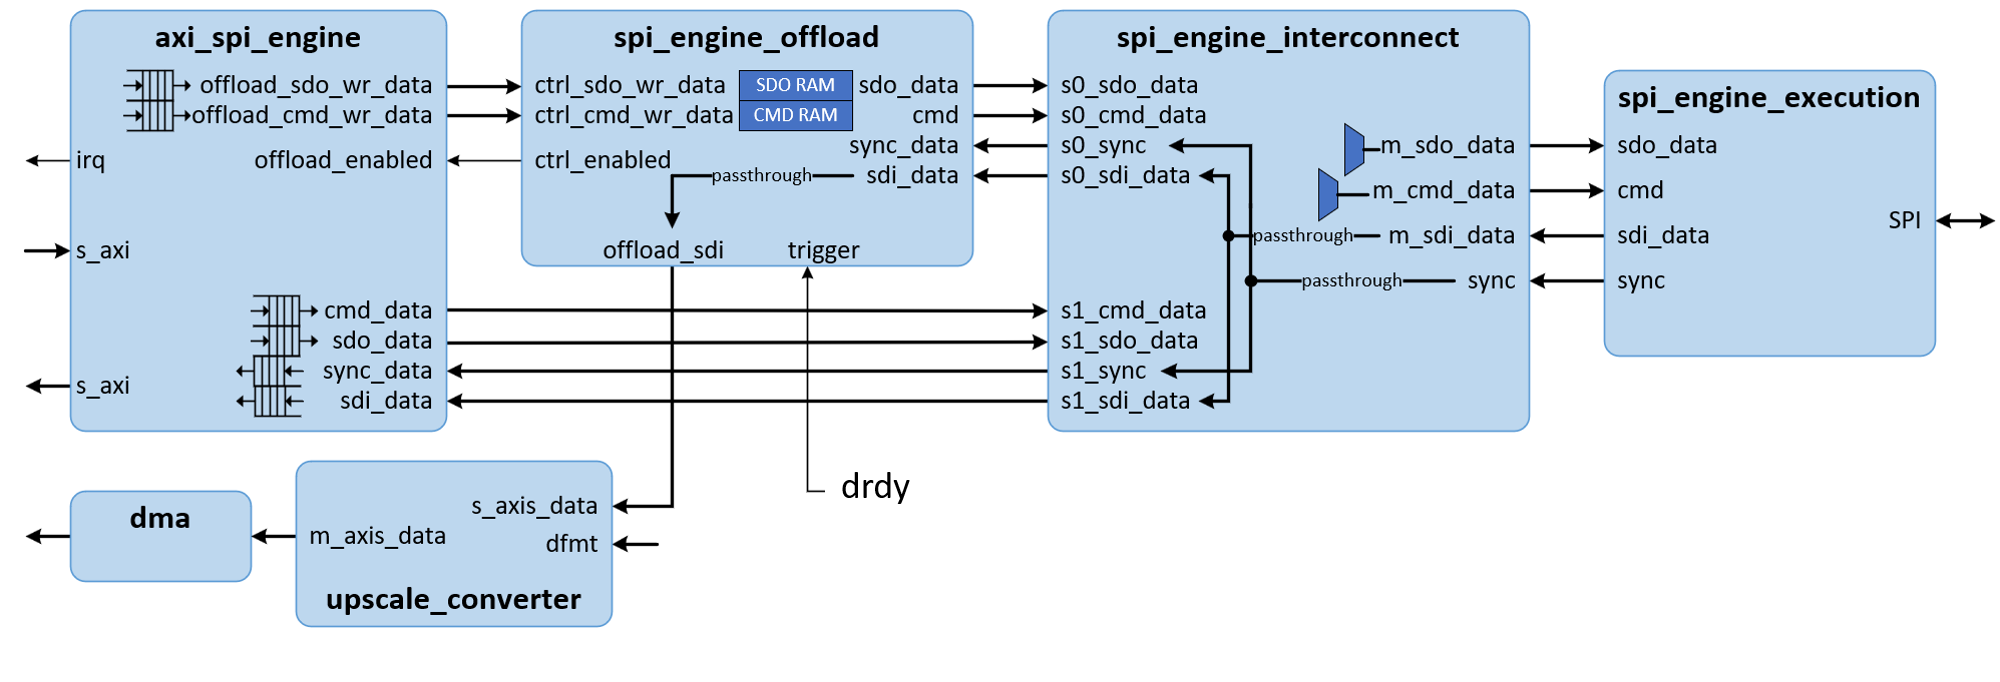 axi_spi_engine
offload_sdo_wr_data
offload_cmd_wr_data
irq
offload_enabled
s_axi
cmd_data
sdo_data
sync_data
s_axi
sdi_data
spi_engine_offload
ctrl_sdo_wr_data
SDO RAM
sdo_data
ctrl_cmd_wr_data
CMD RAM
cmd
sync_data
ctrl_enabled
passthrough
sdi_data
offload_sdi
trigger
spi_engine_interconnect
s0_sdo_data
s0_cmd_data
s0_sync
m_sdo_data
s0_sdi_data
m_cmd_data
passthrough
m_sdi_data
passthrough
sync
s1_cmd_data
s1_sdo_data
s1_sync
s1_sdi_data
spi_engine_execution
sdo_data
cmd
SPI
sdi_data
sync
drdy
dma
s_axis_data
m_axis_data
dfmt
upscale_converter